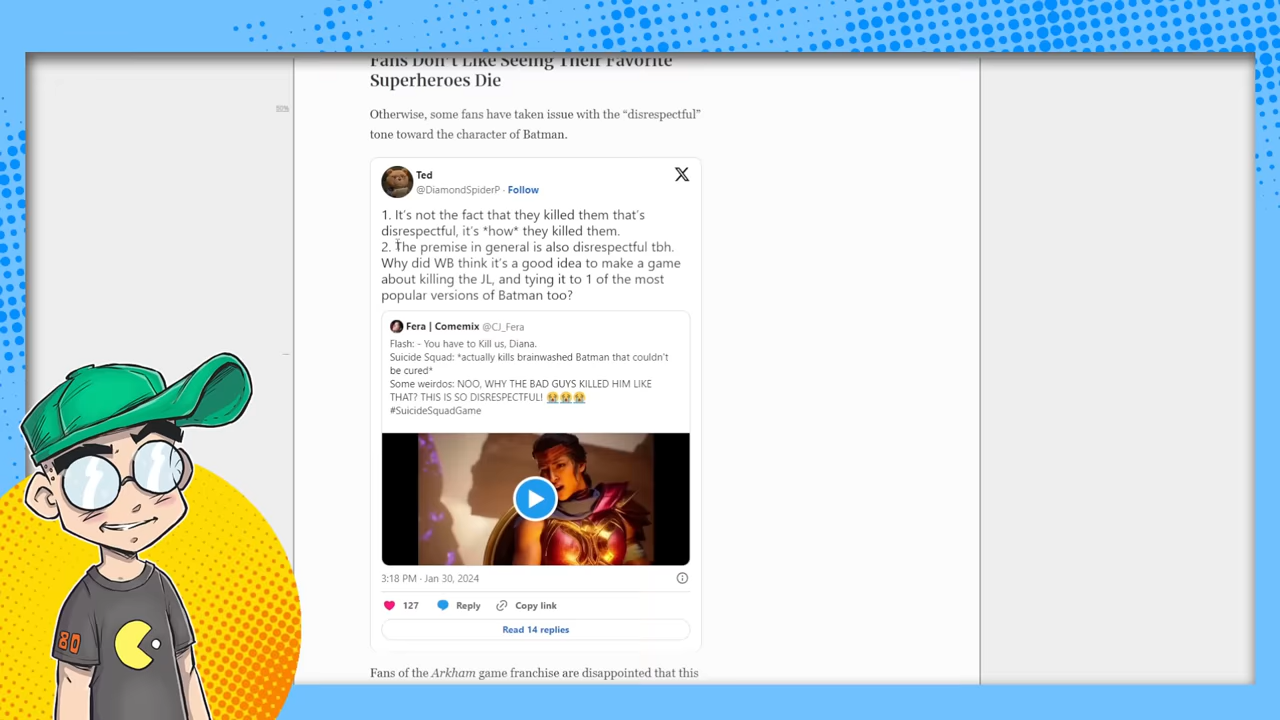 Fans Don't Like Seeing Their Favorite
Superheroes Die
Otherwise, some fans have taken issue with the “disrespectful”
tone toward the character of Batman.
Ted
@DiamondSpiderP · Follow
1. It's not the fact that they killed them that's
disrespectful, it's *how* they killed them.
2. The premise in general is also disrespectful tbh.
Why did WB think it's a good idea to make a game
about killing the JL, and tying it to 1 of the most
popular versions of Batman too?
Fera | Comemix @CJ_Fera
Flash: - You have to Kill us, Diana.
Suicide Squad: *actually kills brainwashed Batman that couldn't
be cured*
Some weirdos: NOO, WHY THE BAD GUYS KILLED HIM LIKE
THAT? THIS IS SO DISRESPECTFUL! 😭😭😭
#SuicideSquadGame
3:18 PM · Jan 30, 2024
127 Reply Copy link
Read 14 replies
Fans of the Arkham game franchise are disappointed that this
80